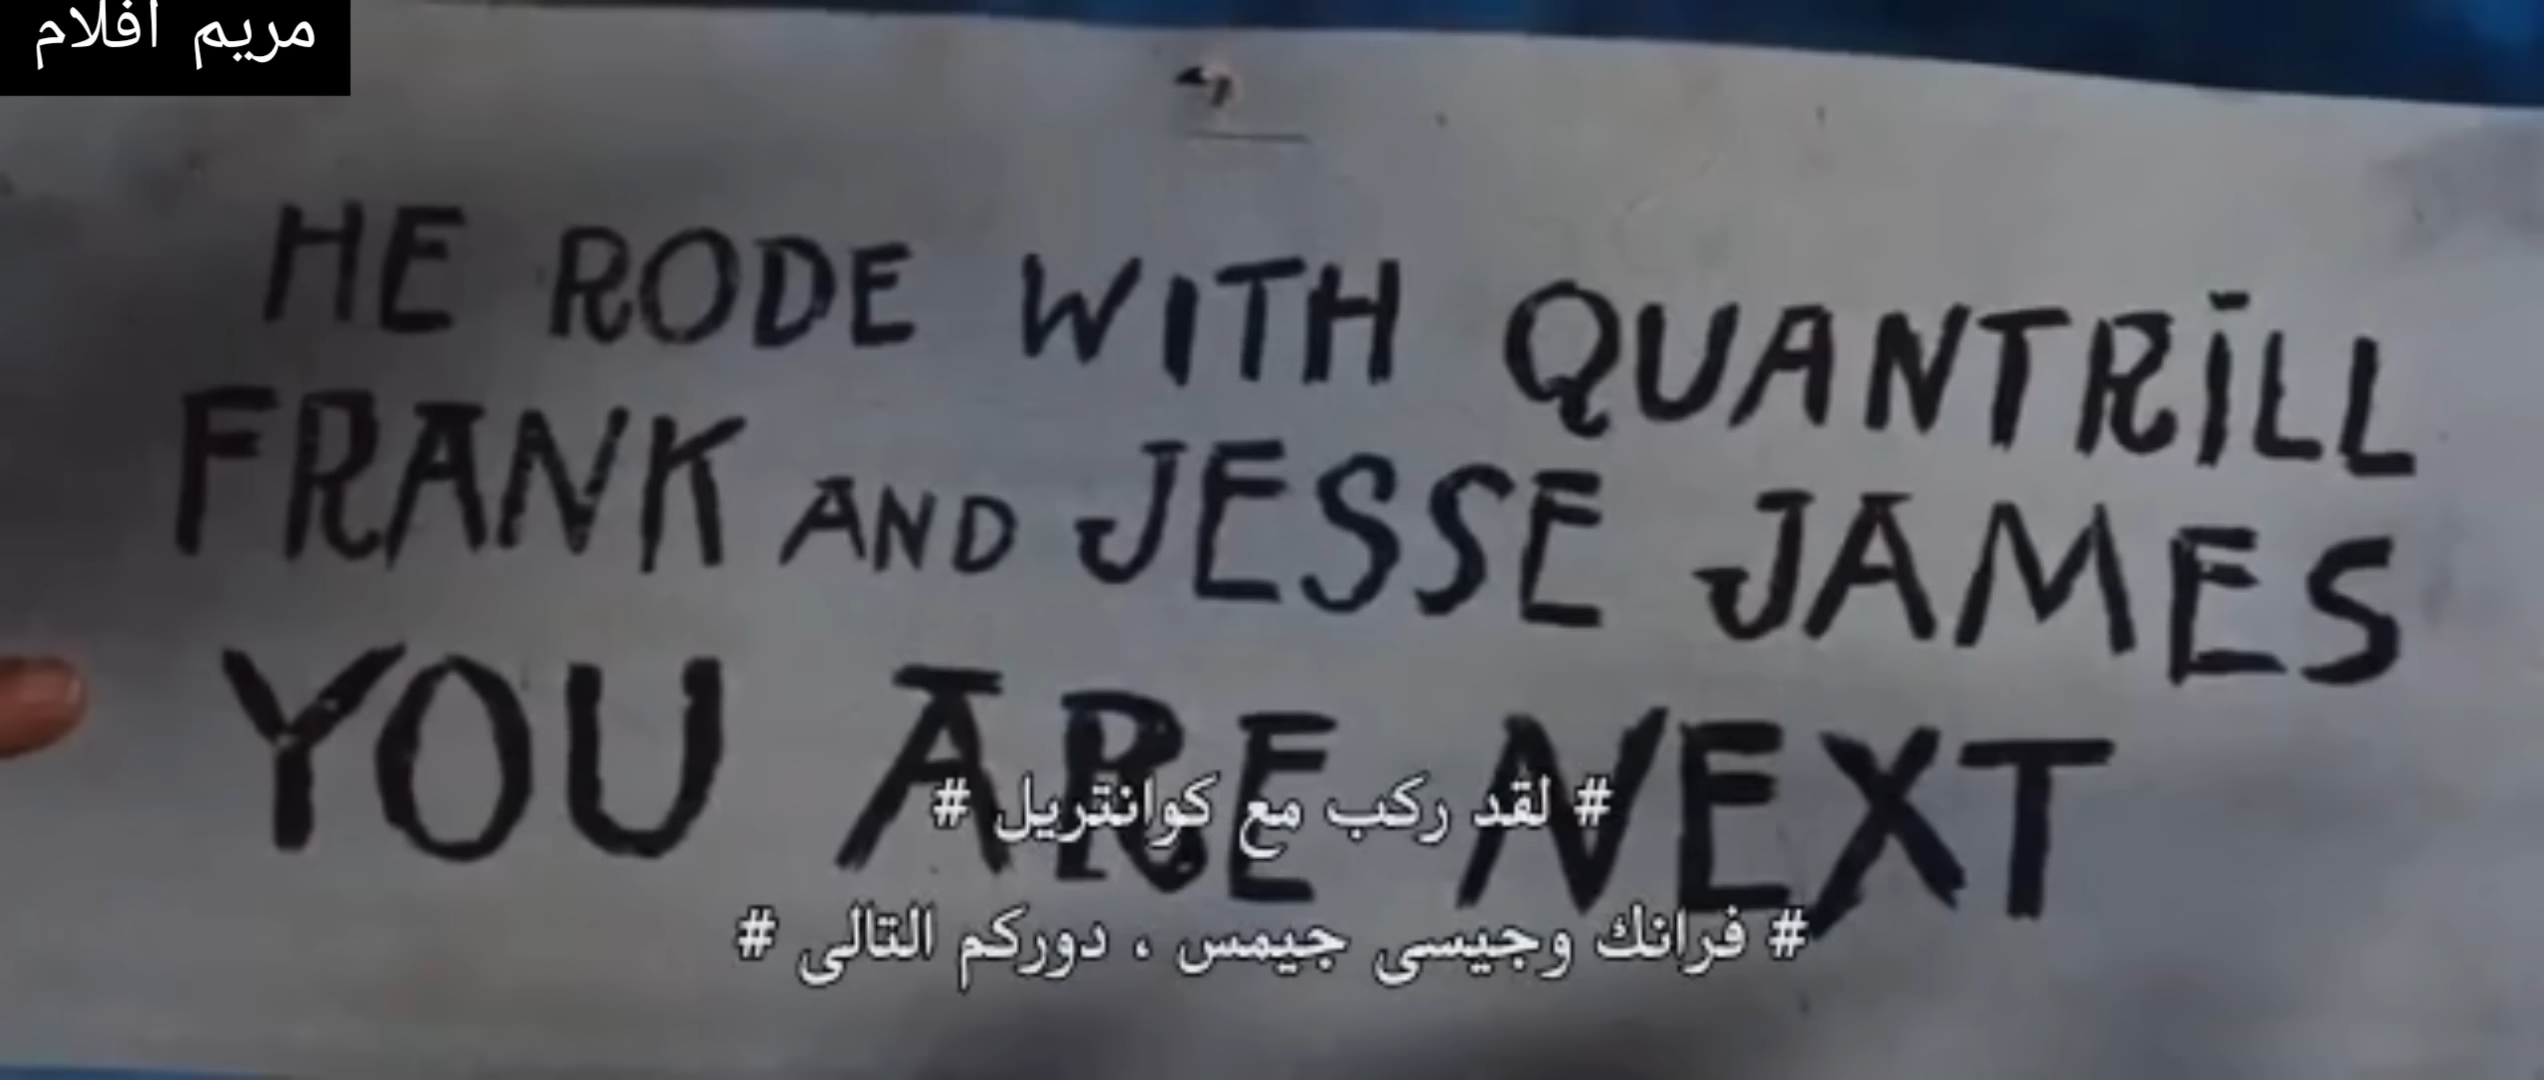 مريم افلام
HE RODE WITH QUANTRILL
FRANK AND JESSE JAMES
YOU ARE NEXT
# لقد ركب مع كوانتريل #
# فرانك وجيسى جيمس ، دوركم التالى #